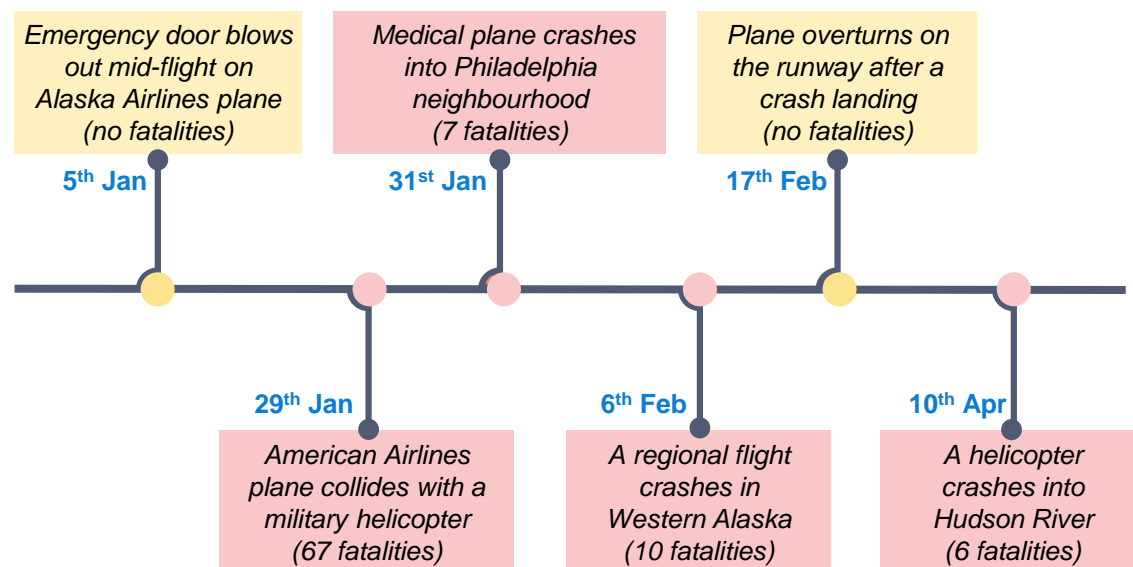 Emergency door blows
out mid-flight on
Alaska Airlines plane
(no fatalities)
5th Jan
Medical plane crashes
into Philadelphia
neighbourhood
(7 fatalities)
31st Jan
Plane overturns on
the runway after a
crash landing
(no fatalities)
17th Feb
29th Jan
American Airlines
plane collides with a
military helicopter
(67 fatalities)
6th Feb
A regional flight
crashes in
Western Alaska
(10 fatalities)
10th Apr
A helicopter
crashes into
Hudson River
(6 fatalities)